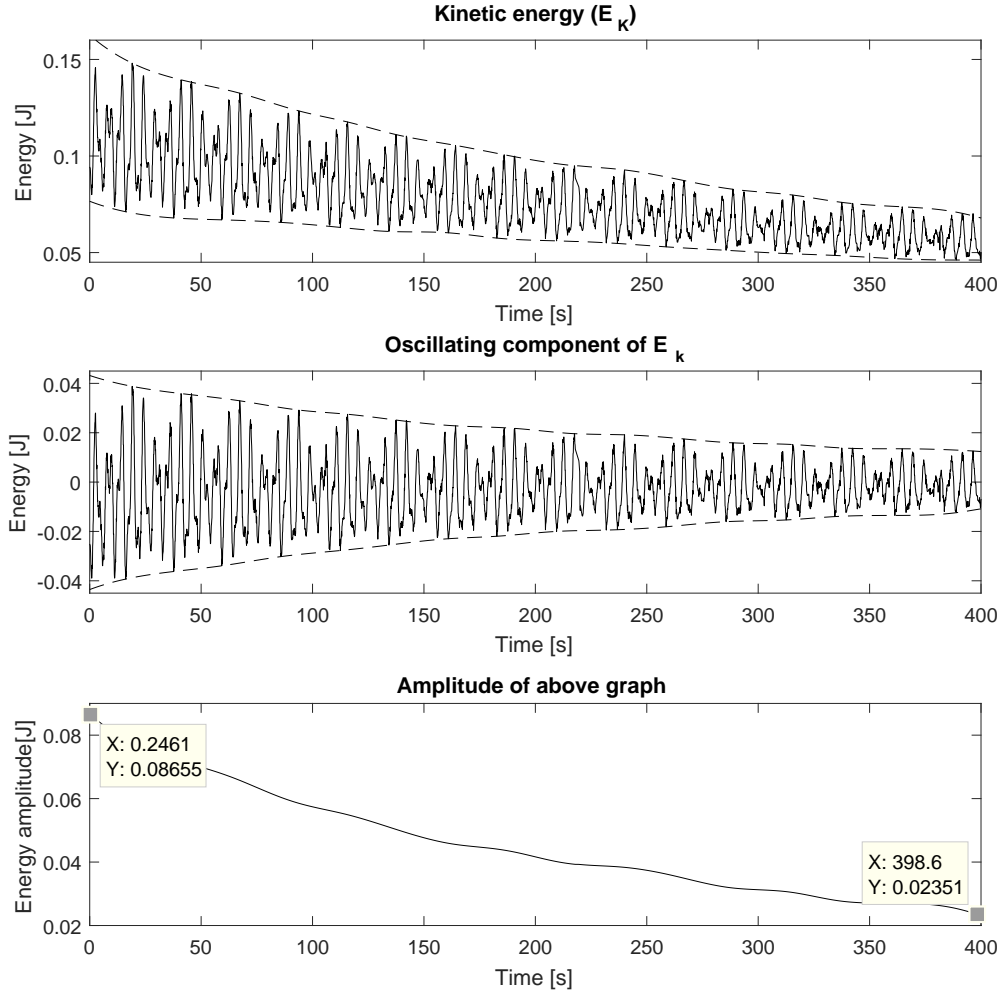 Kinetic energy (E K)
0.15
0.1
0.05
Energy [J]
0 50 100 150 200 250 300 350 400
Time [s]
Oscillating component of E k
0.04
0.02
0
-0.02
-0.04
Energy [J]
0 50 100 150 200 250 300 350 400
Time [s]
Amplitude of above graph
0.08
0.06
0.04
0.02
Energy amplitude[J]
X: 0.2461
Y: 0.08655
X: 398.6
Y: 0.02351
0 50 100 150 200 250 300 350 400
Time [s]